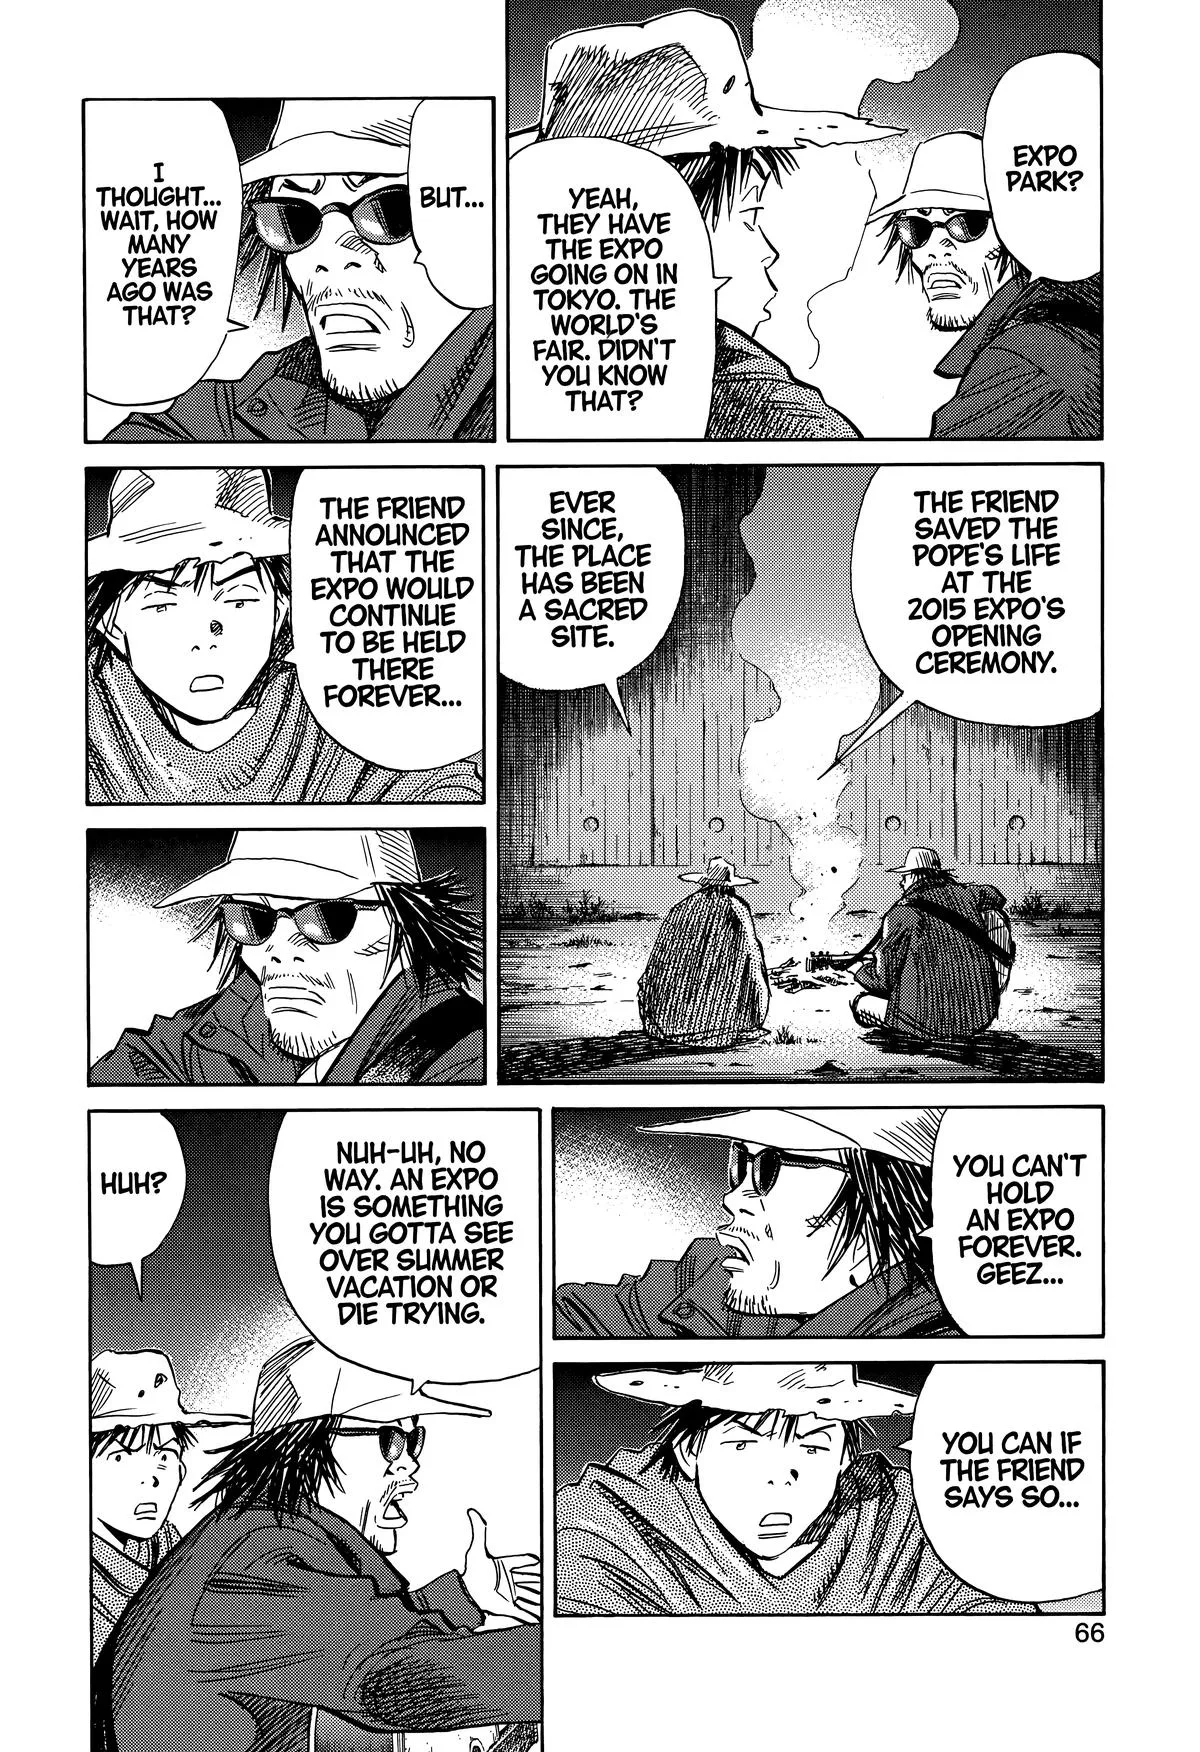 EXPO
PARK?
YEAH,
THEY HAVE
THE EXPO
GOING ON IN
TOKYO. THE
WORLD'S
FAIR. DIDN'T
YOU KNOW
THAT?
BUT...
I
THOUGHT...
WAIT, HOW
MANY
YEARS
AGO WAS
THAT?
THE FRIEND
SAVED THE
POPE'S LIFE
AT THE
2015 EXPO'S
OPENING
CEREMONY.
EVER
SINCE,
THE PLACE
HAS BEEN
A SACRED
SITE.
THE FRIEND
ANNOUNCED
THAT THE
EXPO WOULD
CONTINUE
TO BE HELD
THERE
FOREVER...
YOU CAN'T
HOLD
AN EXPO
FOREVER.
GEEZ...
YOU CAN IF
THE FRIEND
SAYS SO...
NUH-UH, NO
WAY. AN EXPO
IS SOMETHING
YOU GOTTA SEE
OVER SUMMER
VACATION OR
DIE TRYING.
HUH?
66